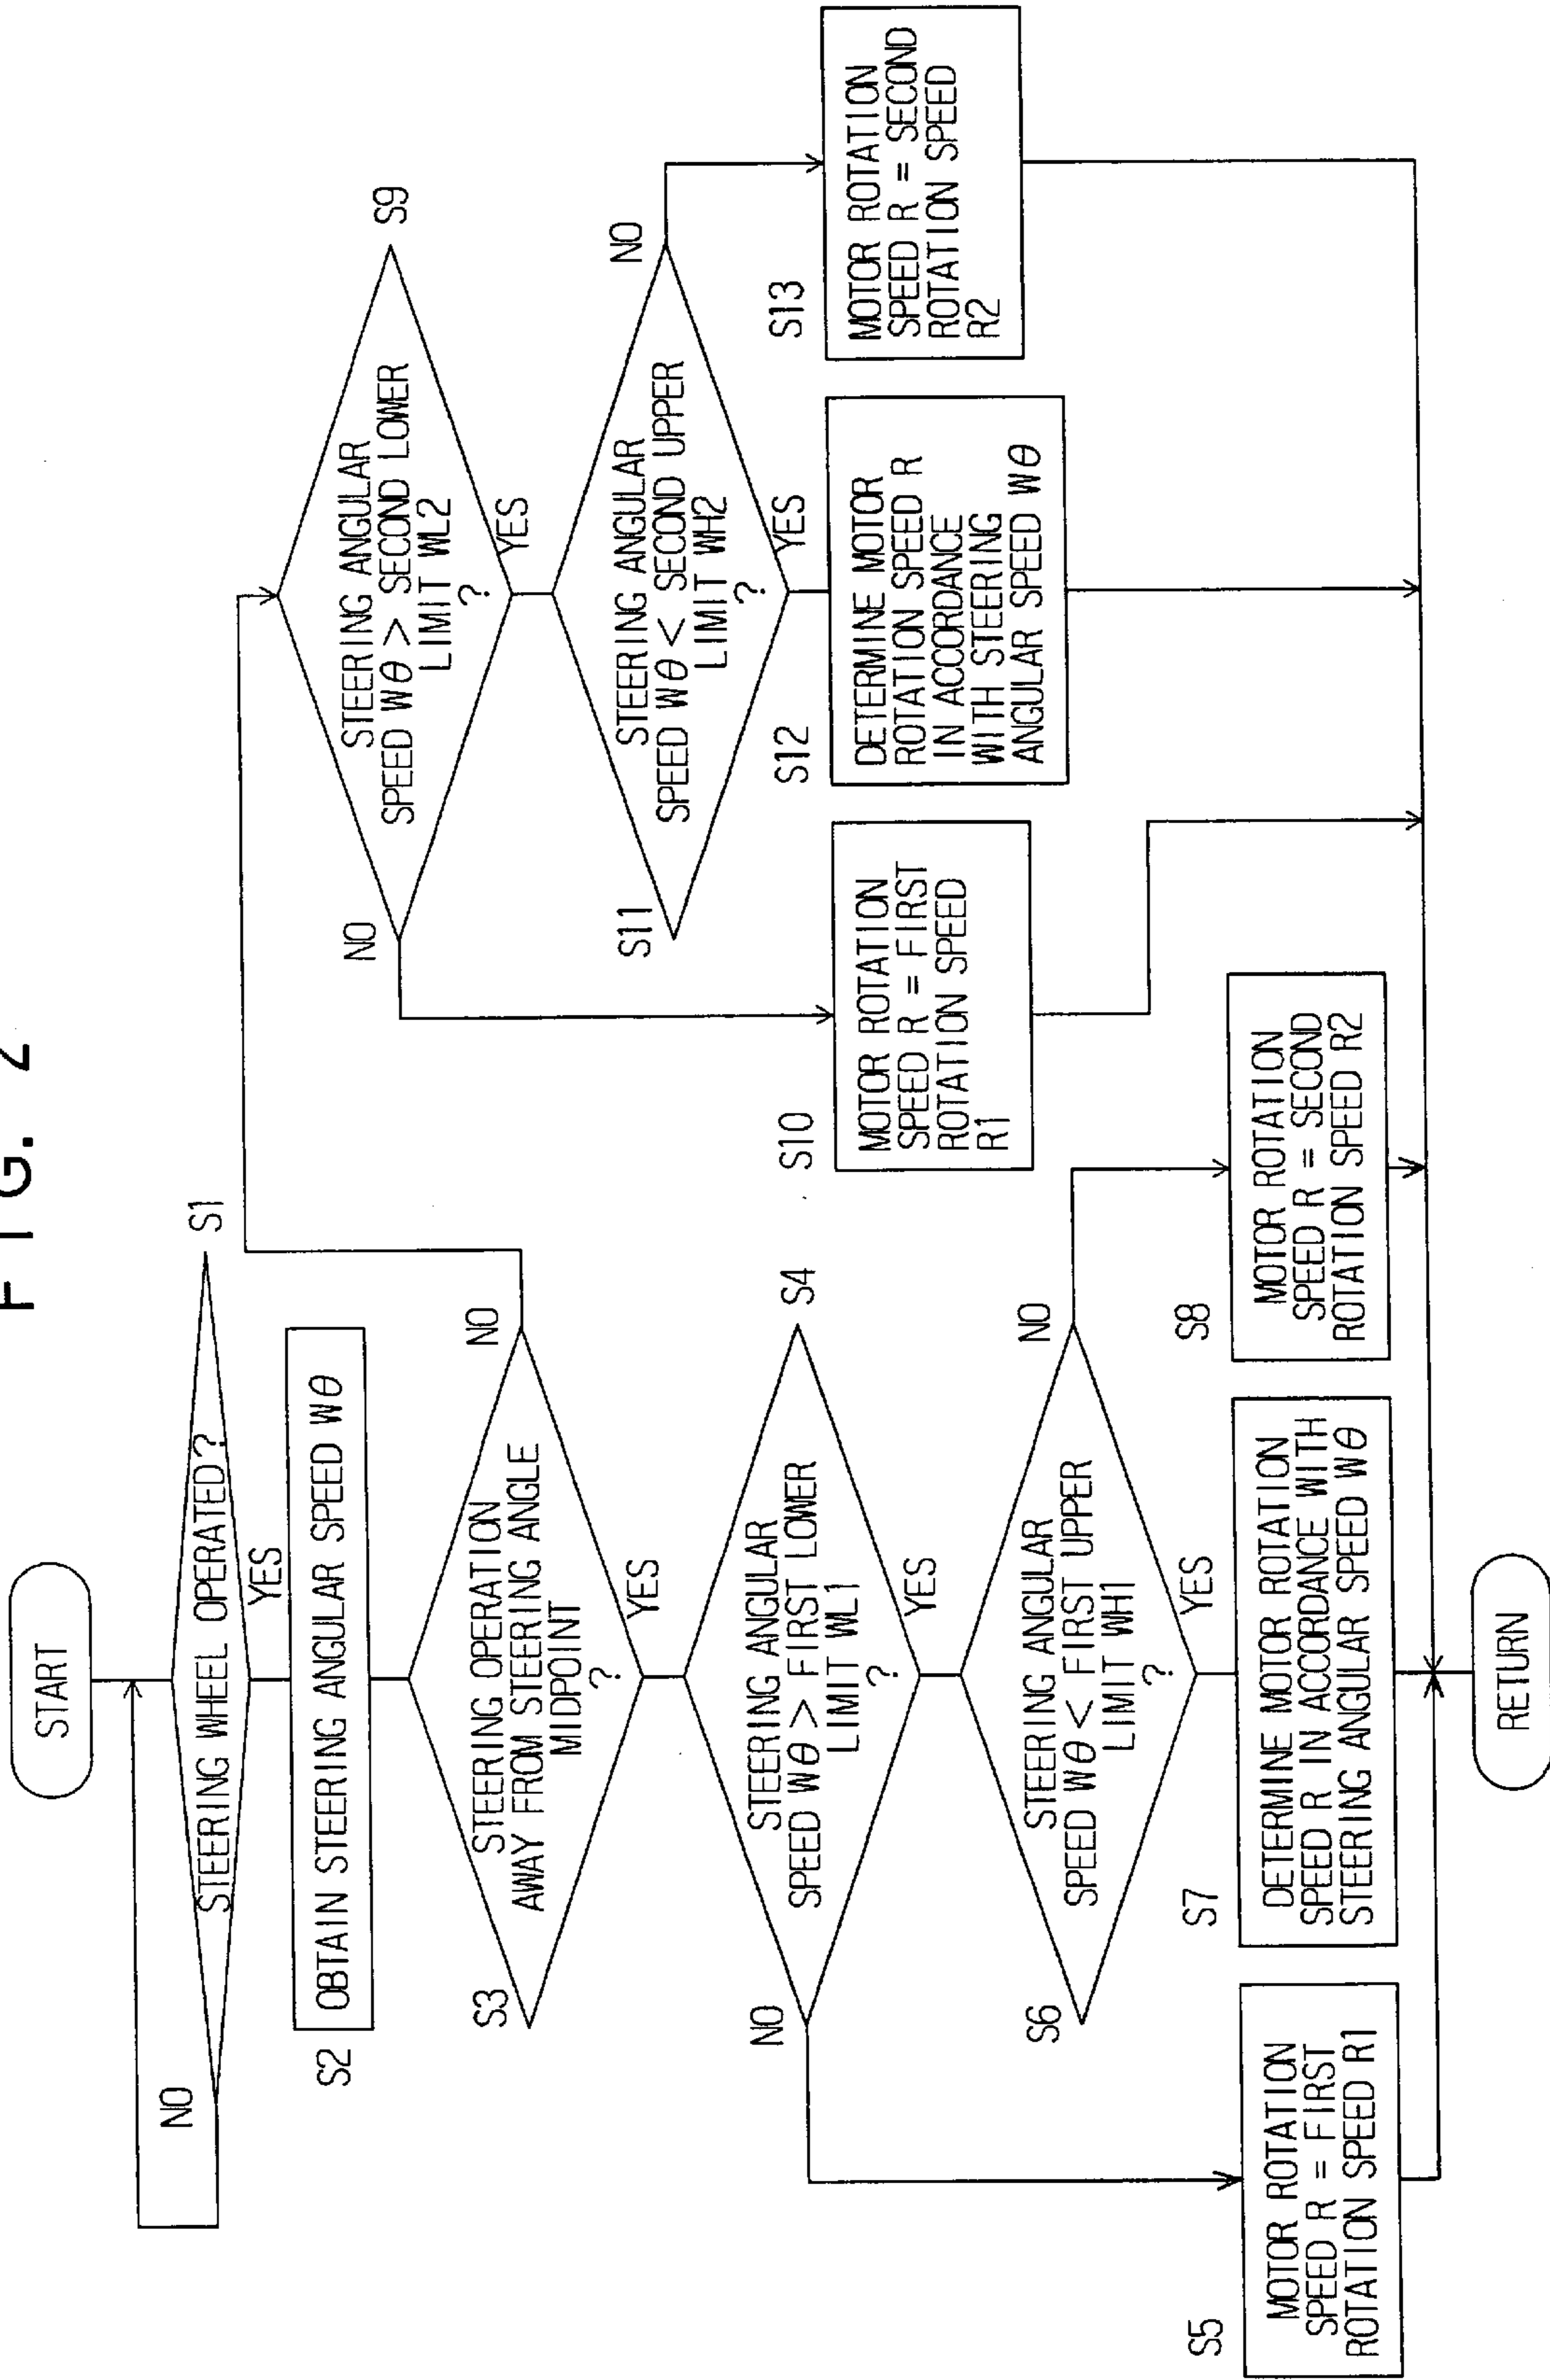 FIG. 2
START
STEERING WHEEL OPERATED?
S1
NO
YES
S2
OBTAIN STEERING ANGULAR SPEED Wθ
S3
STEERING OPERATION
AWAY FROM STEERING ANGLE
MIDPOINT
?
NO
YES
STEERING ANGULAR
SPEED Wθ > FIRST LOWER
LIMIT WL1
?
S4
NO
YES
S6
STEERING ANGULAR
SPEED Wθ < FIRST UPPER
LIMIT WH1
?
NO
YES
S5
MOTOR ROTATION
SPEED R = FIRST
ROTATION SPEED R1
S7
DETERMINE MOTOR ROTATION
SPEED R IN ACCORDANCE WITH
STEERING ANGULAR SPEED Wθ
S8
MOTOR ROTATION
SPEED R = SECOND
ROTATION SPEED R2
STEERING ANGULAR
SPEED Wθ > SECOND LOWER
LIMIT WL2
?
S9
NO
YES
S11
STEERING ANGULAR
SPEED Wθ < SECOND UPPER
LIMIT WH2
?
NO
YES
S10
MOTOR ROTATION
SPEED R = FIRST
ROTATION SPEED
R1
S12
DETERMINE MOTOR
ROTATION SPEED R
IN ACCORDANCE
WITH STEERING
ANGULAR SPEED Wθ
S13
MOTOR ROTATION
SPEED R = SECOND
ROTATION SPEED
R2
RETURN